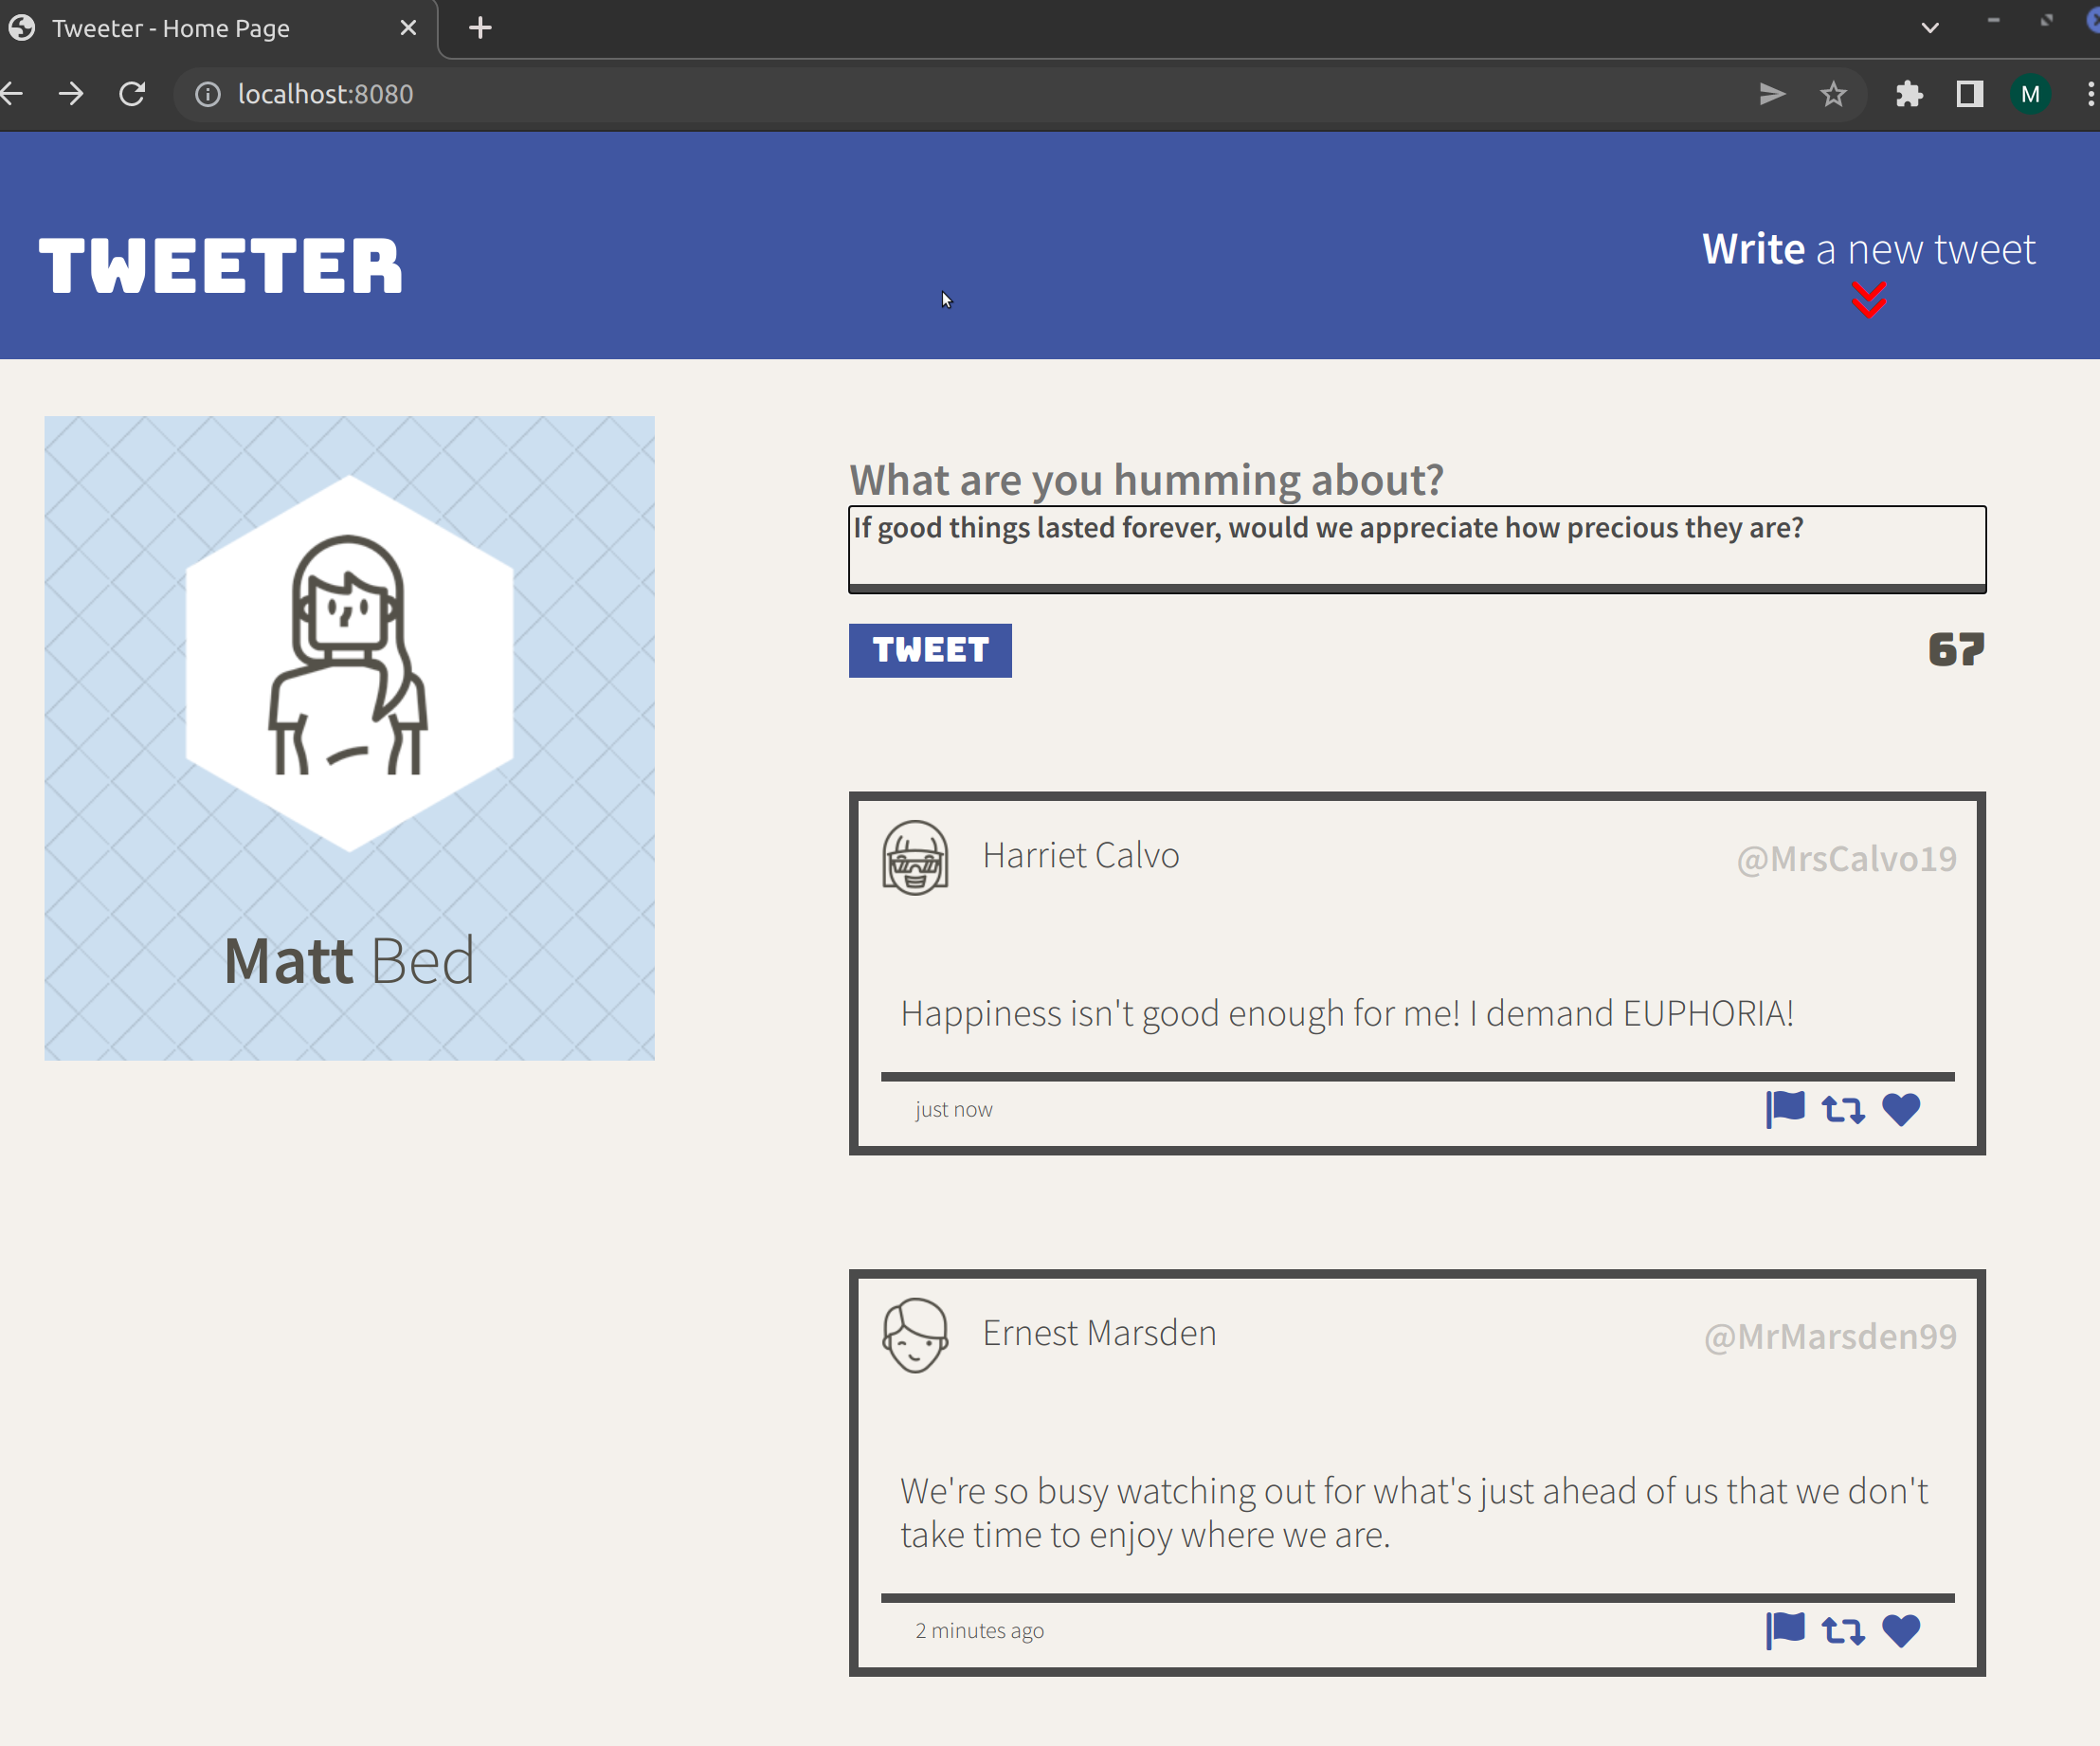 Tweeter - Home Page
localhost:8080
M
TWEETER
Write a new tweet
What are you humming about?
If good things lasted forever, would we appreciate how precious they are?
TWEET
67
Matt Bed
Harriet Calvo
@MrsCalvo19
Happiness isn't good enough for me! I demand EUPHORIA!
just now
Ernest Marsden
@MrMarsden99
We're so busy watching out for what's just ahead of us that we don't
take time to enjoy where we are.
2 minutes ago